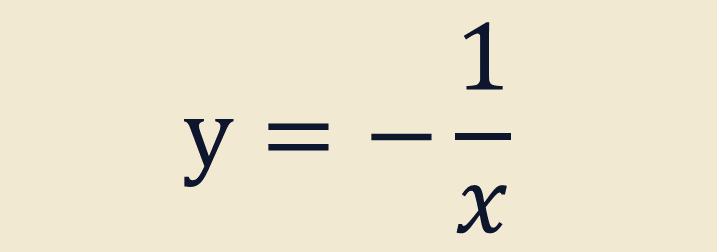 y = − 1/x